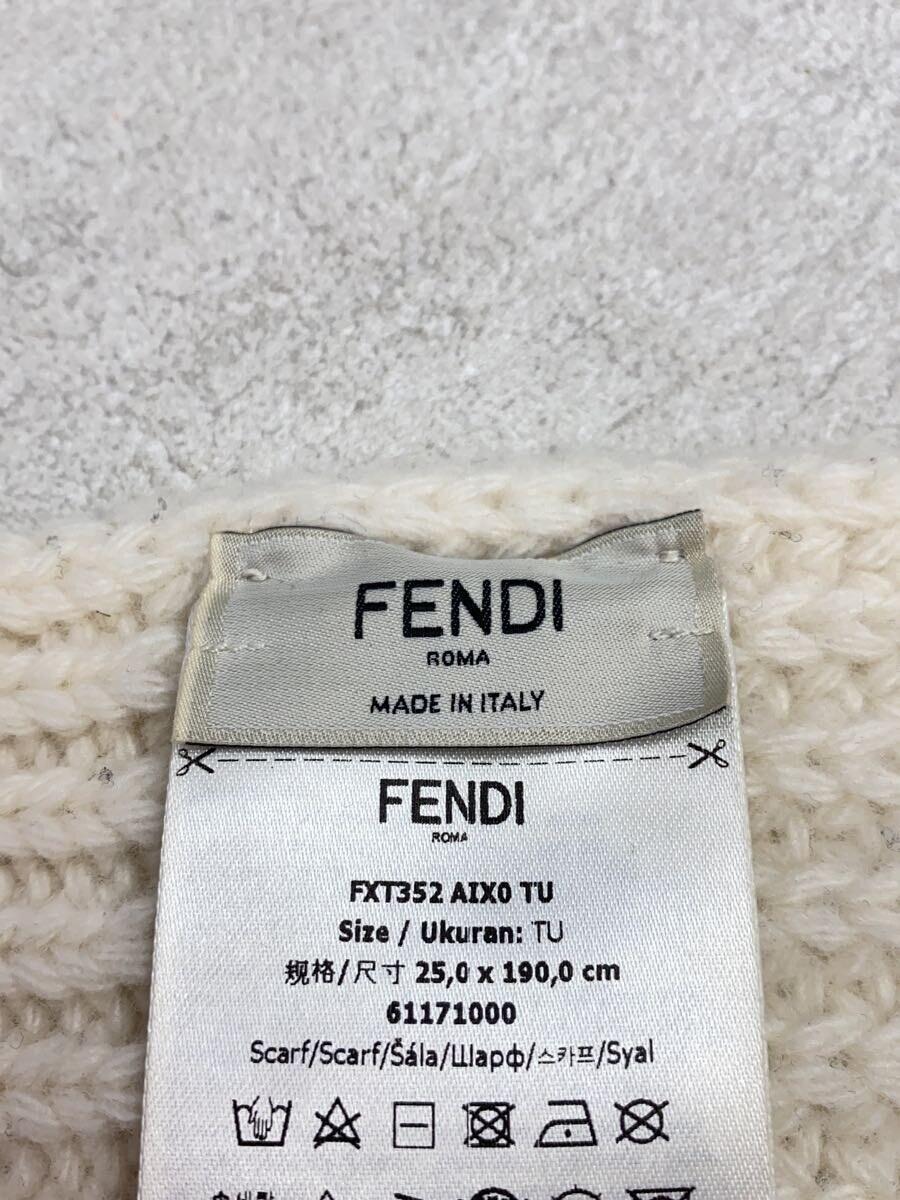 FENDI
ROMA
MADE IN ITALY
FENDI
ROMA
FXT352 AIX0 TU
Size / Ukuran: TU
规格/尺寸 25,0 x 190,0 cm
61171000
Scarf/Scarf/Šála/Шарф/스카프/Syal